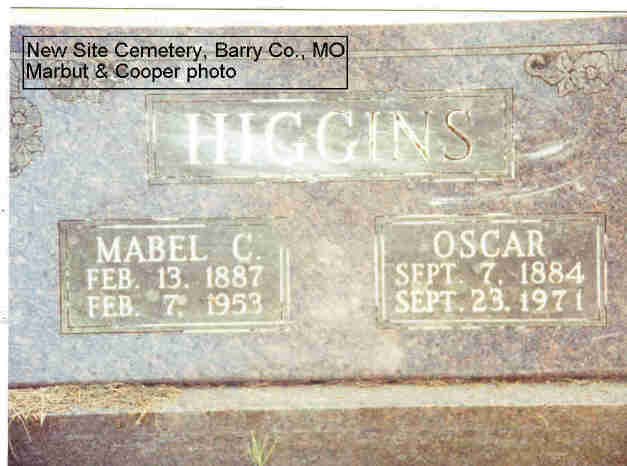 New Site Cemetery, Barry Co., MO
Marbut & Cooper photo
HIGGINS
MABEL C.
FEB. 13. 1887
FEB. 7. 1953
OSCAR
SEPT. 7, 1884
SEPT. 23, 1971